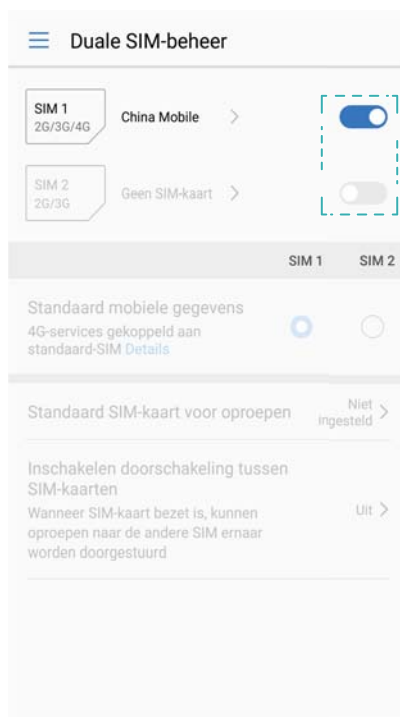 Duale SIM-beheer
SIM 1
2G/3G/4G
China Mobile
SIM 2
2G/3G
Geen SIM-kaart
SIM 1 SIM 2
Standaard mobiele gegevens
4G-services gekoppeld aan
standaard-SIM Details
Standaard SIM-kaart voor oproepen
Niet
ingesteld
Inschakelen doorschakeling tussen
SIM-kaarten
Wanneer SIM-kaart bezet is, kunnen
oproepen naar de andere SIM ernaar
worden doorgestuurd
Uit